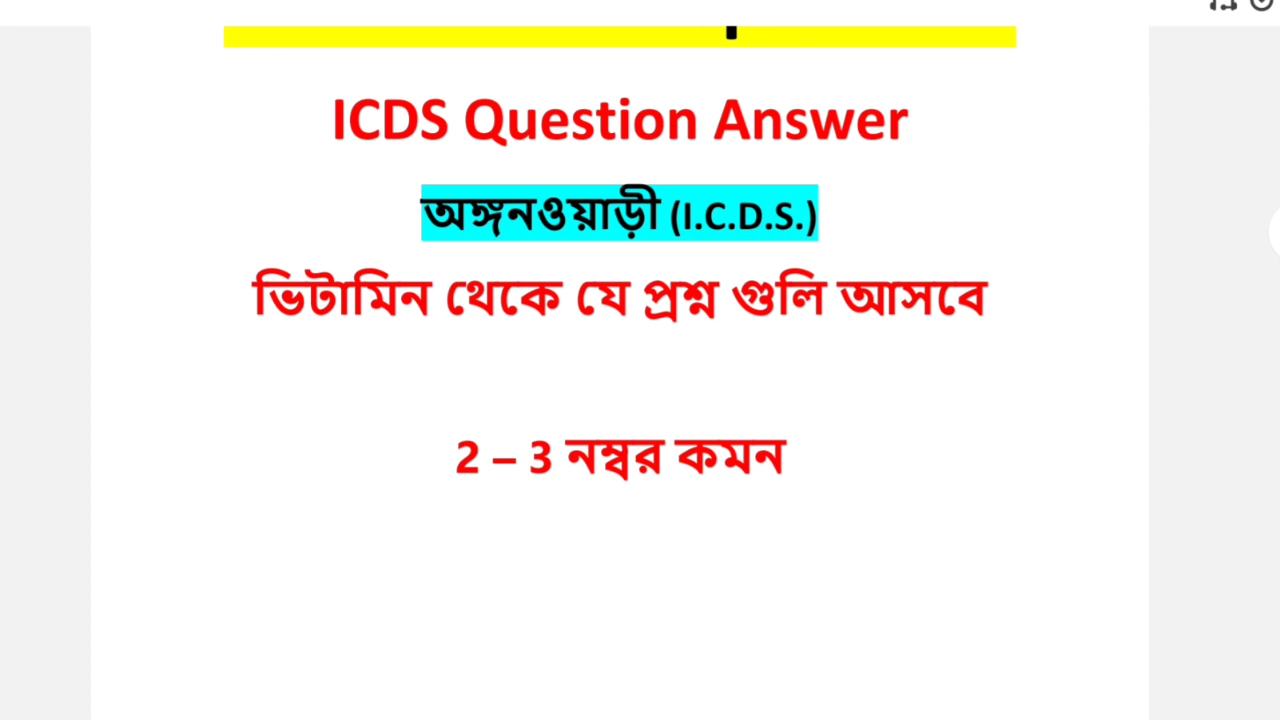 ICDS Question Answer
অঙ্গনওয়াড়ী (I.C.D.S.)
ভিটামিন থেকে যে প্রশ্ন গুলি আসবে
2 – 3 নম্বর কমন